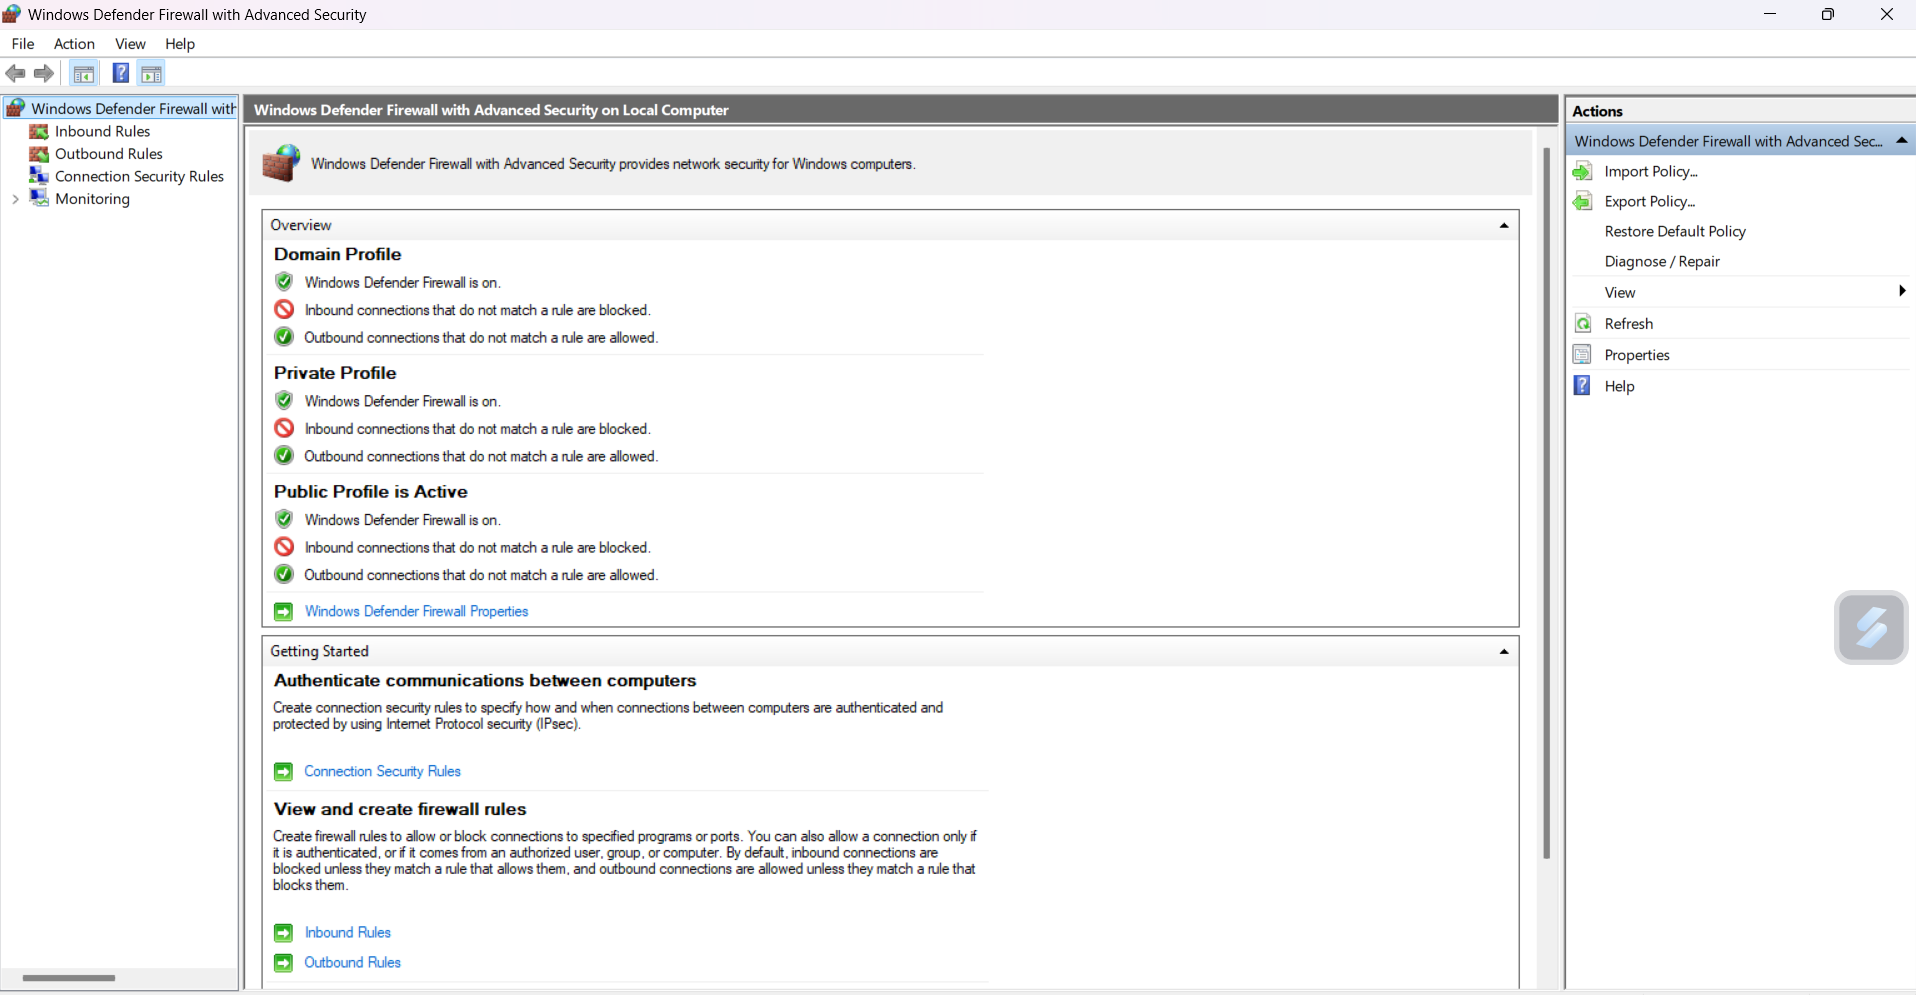 Windows Defender Firewall with Advanced Security
File Action View Help
Windows Defender Firewall with
Inbound Rules
Outbound Rules
Connection Security Rules
Monitoring
Windows Defender Firewall with Advanced Security on Local Computer
Windows Defender Firewall with Advanced Security provides network security for Windows computers.
Overview
Domain Profile
Windows Defender Firewall is on.
Inbound connections that do not match a rule are blocked.
Outbound connections that do not match a rule are allowed.
Private Profile
Windows Defender Firewall is on.
Inbound connections that do not match a rule are blocked.
Outbound connections that do not match a rule are allowed.
Public Profile is Active
Windows Defender Firewall is on.
Inbound connections that do not match a rule are blocked.
Outbound connections that do not match a rule are allowed.
Windows Defender Firewall Properties
Getting Started
Authenticate communications between computers
Create connection security rules to specify how and when connections between computers are authenticated and
protected by using Internet Protocol security (IPsec).
Connection Security Rules
View and create firewall rules
Create firewall rules to allow or block connections to specified programs or ports. You can also allow a connection only if
it is authenticated, or if it comes from an authorized user, group, or computer. By default, inbound connections are
blocked unless they match a rule that allows them, and outbound connections are allowed unless they match a rule that
blocks them.
Inbound Rules
Outbound Rules
Actions
Windows Defender Firewall with Advanced Sec...
Import Policy...
Export Policy...
Restore Default Policy
Diagnose / Repair
View
Refresh
Properties
Help